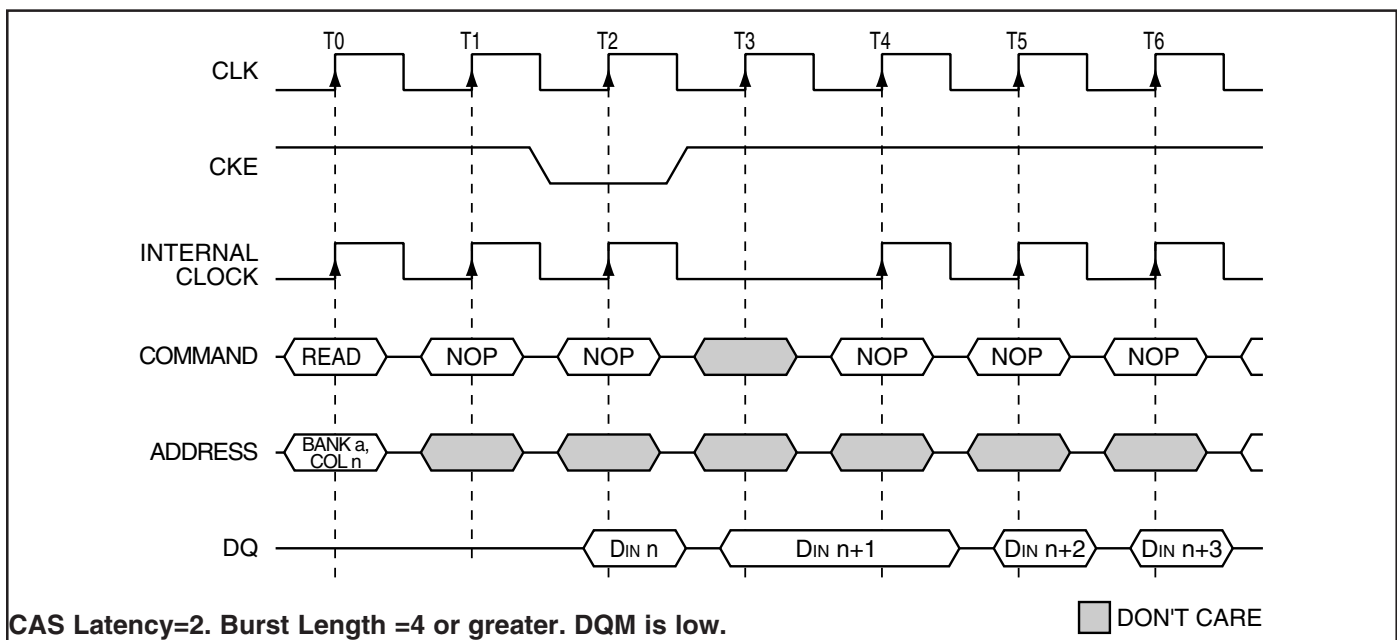 T0 T1 T2 T3 T4 T5 T6
CLK
CKE
INTERNAL
CLOCK
COMMAND READ NOP NOP NOP NOP NOP
ADDRESS BANK a,
COL n
DQ DIN n DIN n+1 DIN n+2 DIN n+3
CAS Latency=2. Burst Length =4 or greater. DQM is low.
DON'T CARE